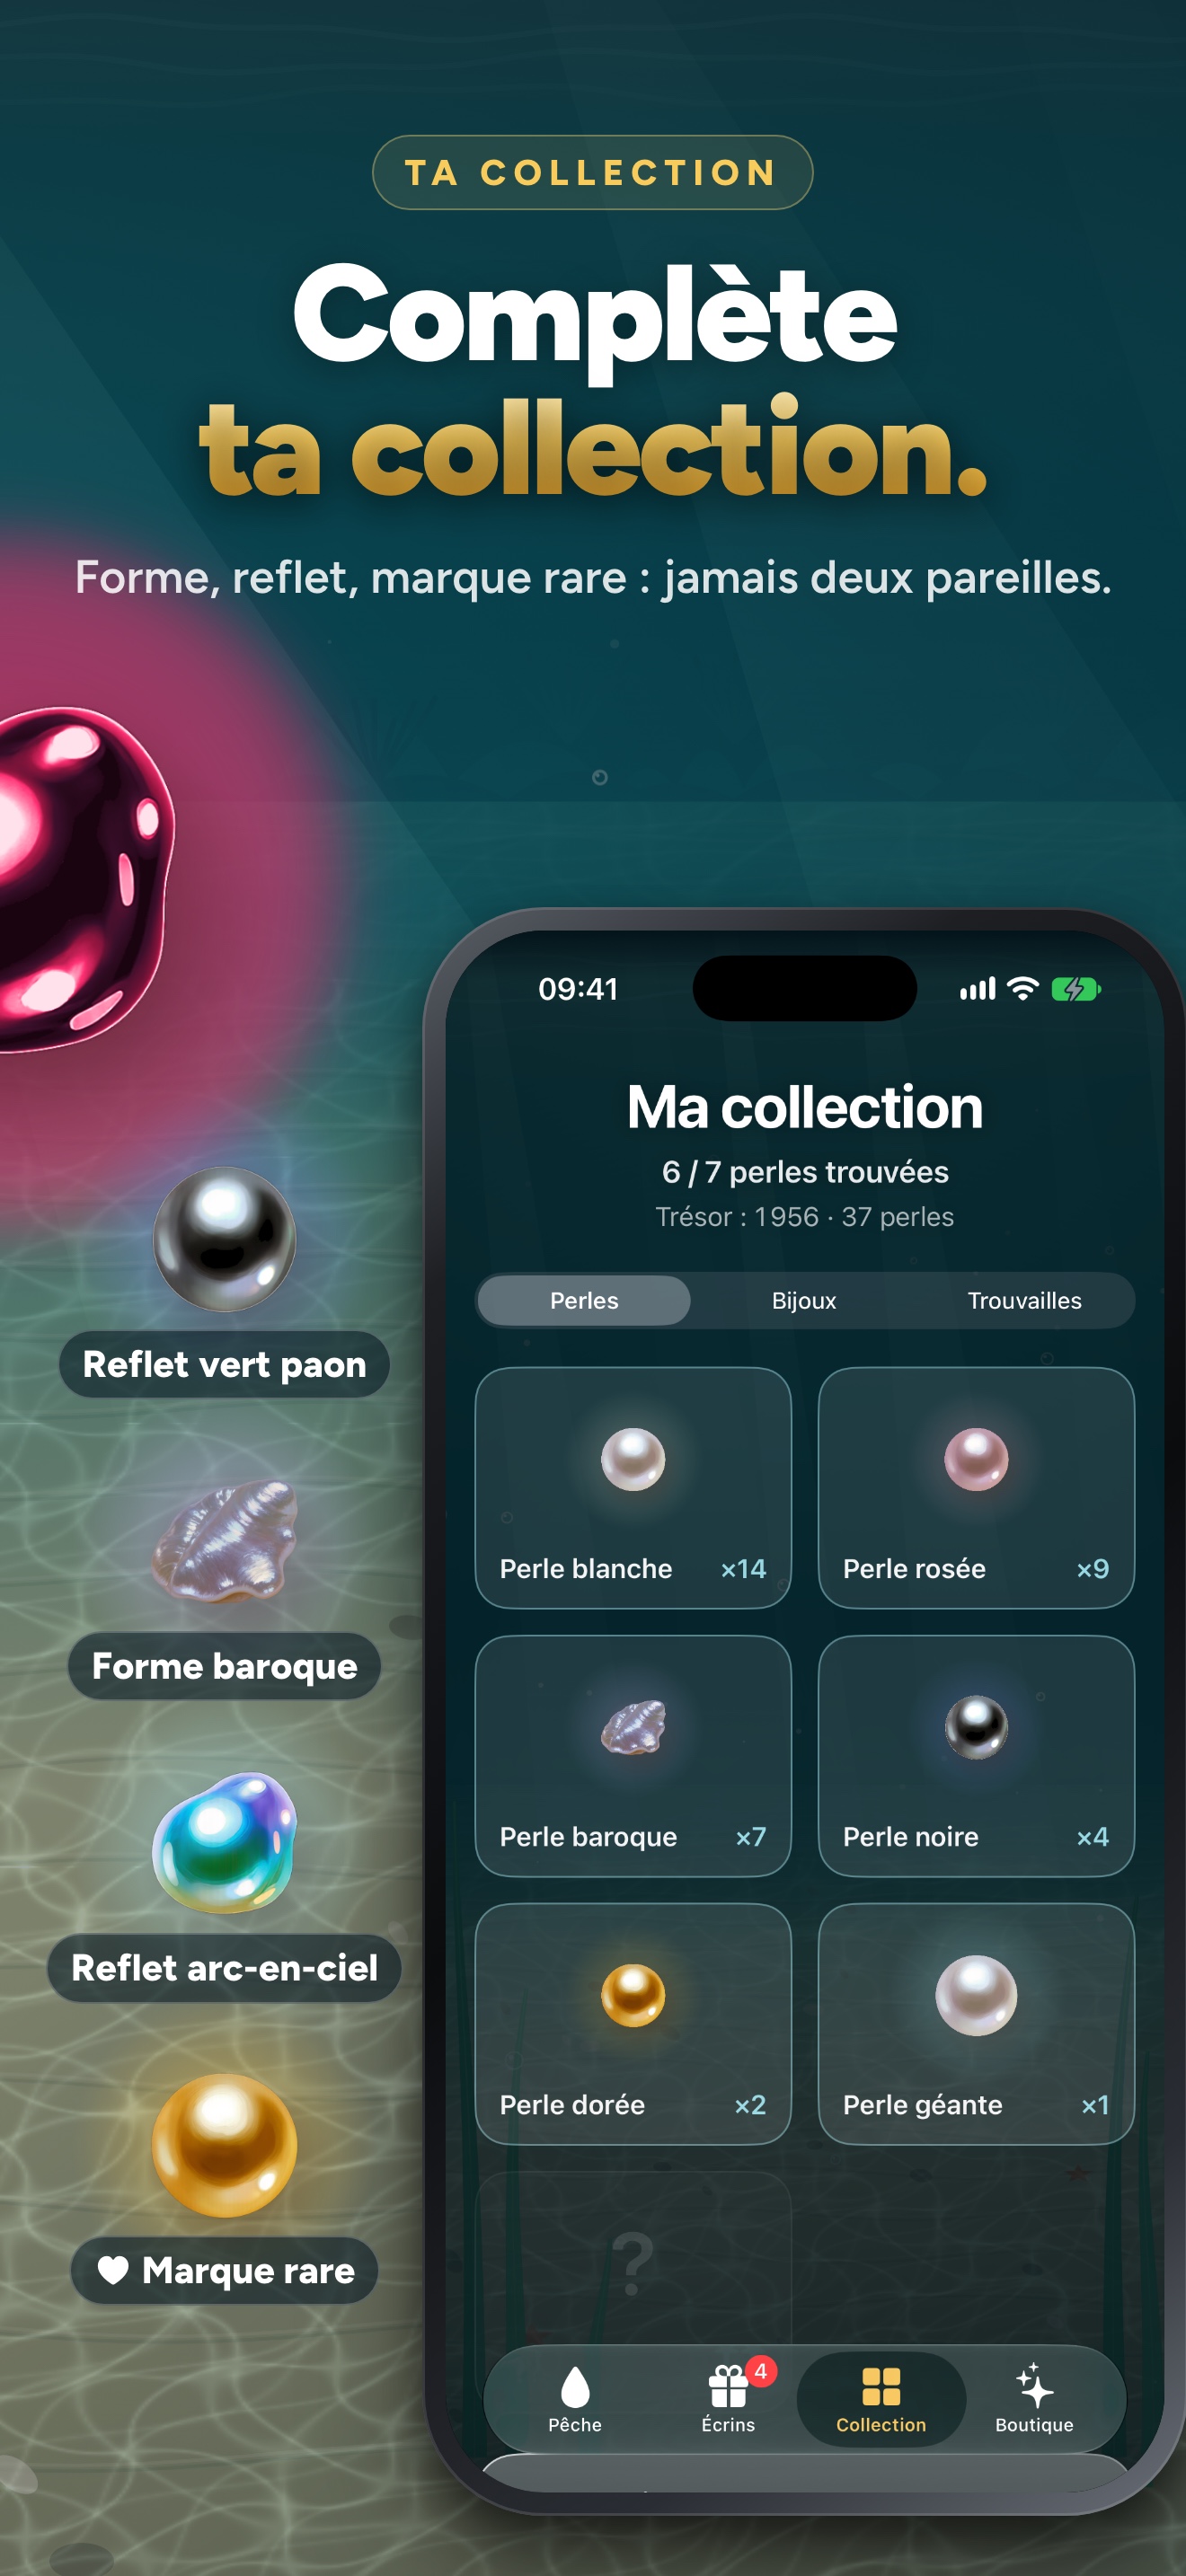 TA COLLECTION
Complète
ta collection.
Forme, reflet, marque rare : jamais deux pareilles.
Reflet vert paon
Forme baroque
Reflet arc-en-ciel
Marque rare
09:41
Ma collection
6 / 7 perles trouvées
Trésor : 1956 · 37 perles
Perles Bijoux Trouvailles
Perle blanche ×14
Perle rosée ×9
Perle baroque ×7
Perle noire ×4
Perle dorée ×2
Perle géante ×1
?
Pêche
Écrins 4
Collection
Boutique